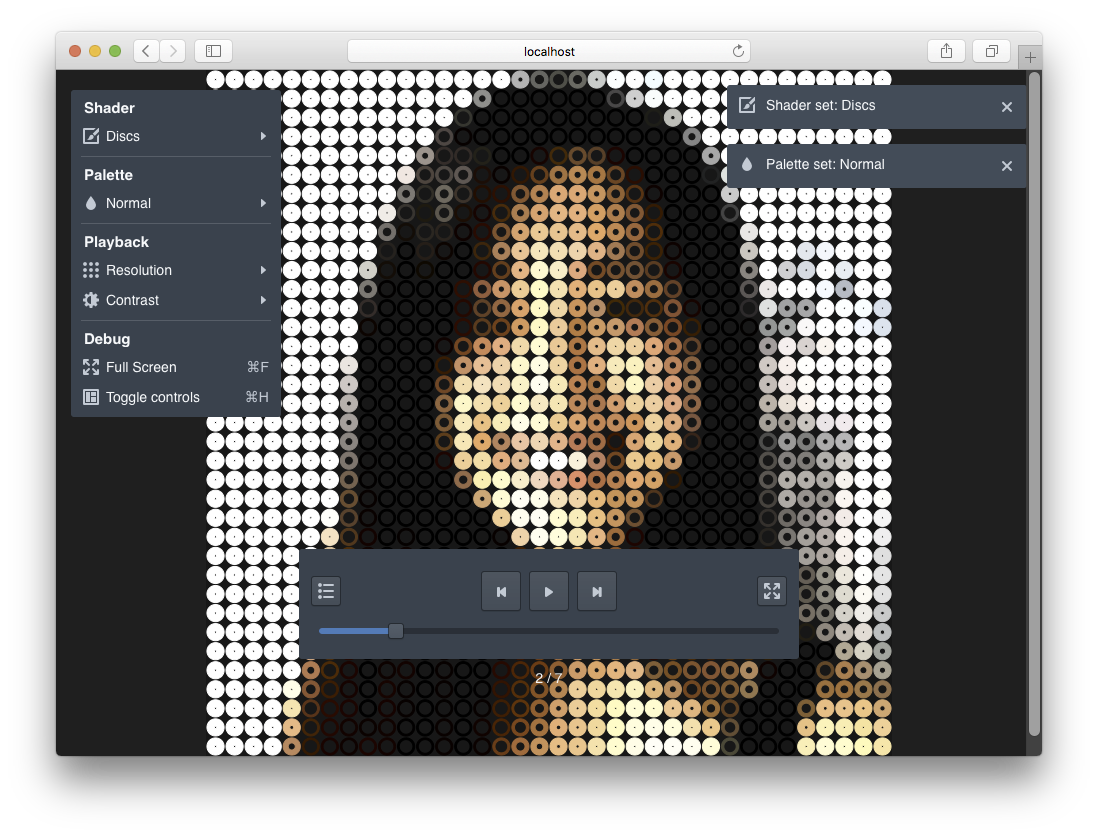 localhost
Shader
Discs
Palette
Normal
Playback
Resolution
Contrast
Debug
Full Screen ⌘F
Toggle controls ⌘H
Shader set: Discs
Palette set: Normal
2 / 7